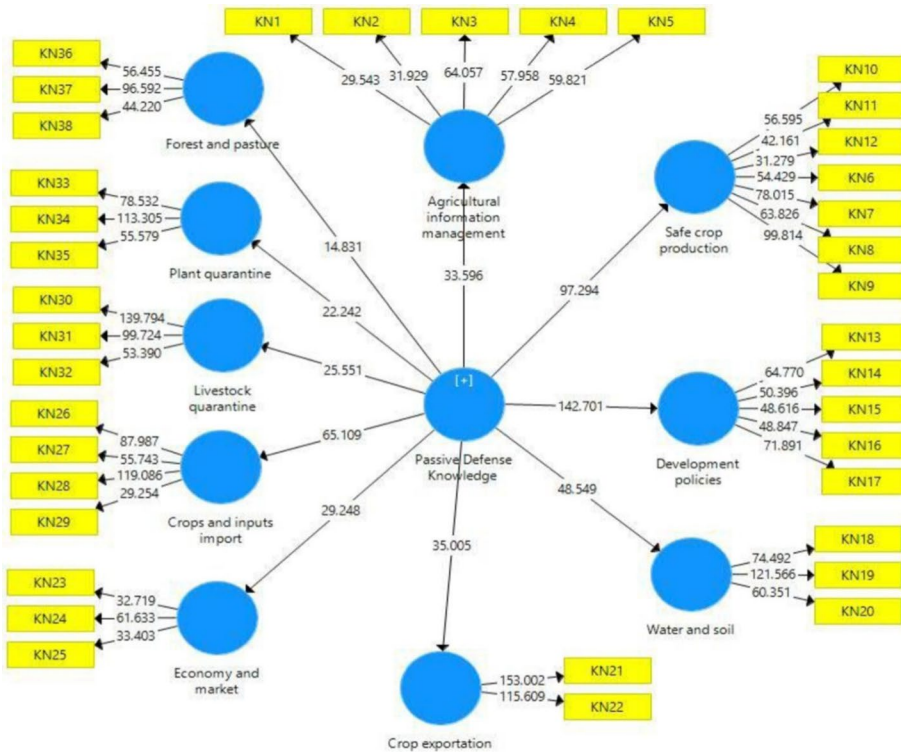 KN1
KN2
KN3
KN4
KN5
29.543
31.929
64.057
57.958
59.821
Agricultural
information
management
KN36
KN37
KN38
56.455
96.592
44.220
Forest and pasture
KN33
KN34
KN35
78.532
113.305
55.579
Plant quarantine
KN30
KN31
KN32
139.794
99.724
53.390
Livestock
quarantine
KN26
KN27
KN28
KN29
87.987
55.743
119.086
29.254
Crops and inputs
import
KN23
KN24
KN25
32.719
61.633
33.403
Economy and
market
14.831
22.242
25.551
65.109
29.248
35.005
33.596
97.294
142.701
48.549
[+]
Passive Defense
Knowledge
KN10
KN11
KN12
KN6
KN7
KN8
KN9
56.595
42.161
31.279
54.429
78.015
63.826
99.814
Safe crop
production
KN13
KN14
KN15
KN16
KN17
64.770
50.396
48.616
48.847
71.891
Development
policies
KN18
KN19
KN20
74.492
121.566
60.351
Water and soil
KN21
KN22
153.002
115.609
Crop exportation